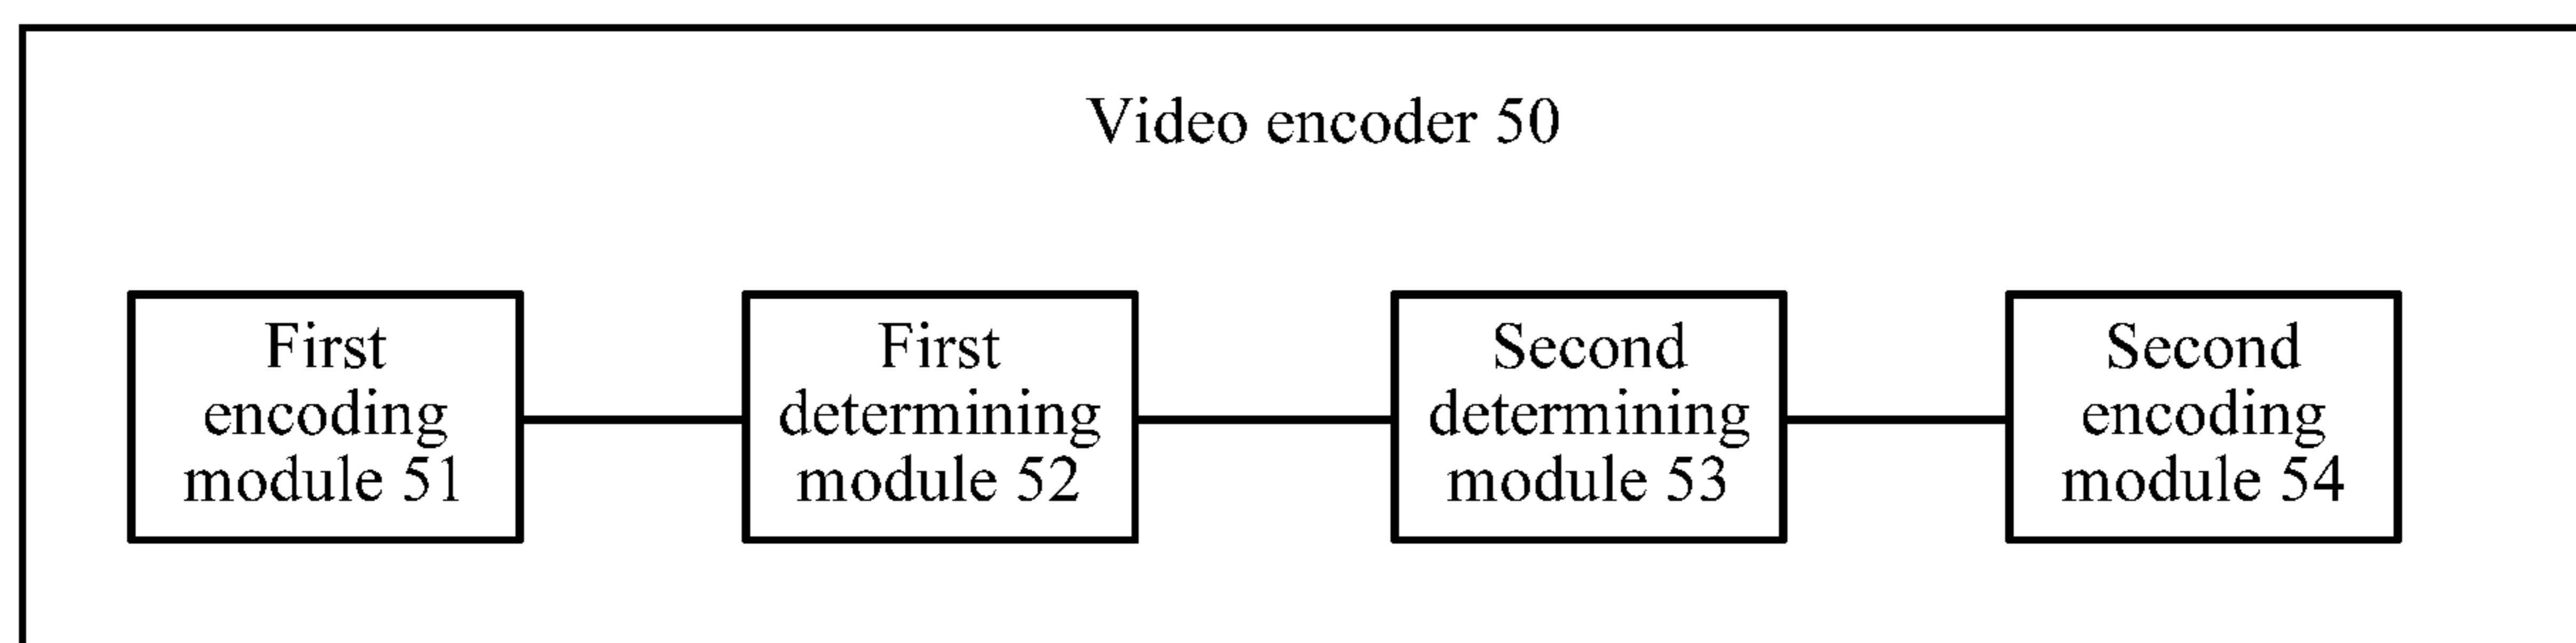 Video encoder 50
First
encoding
module 51
First
determining
module 52
Second
determining
module 53
Second
encoding
module 54